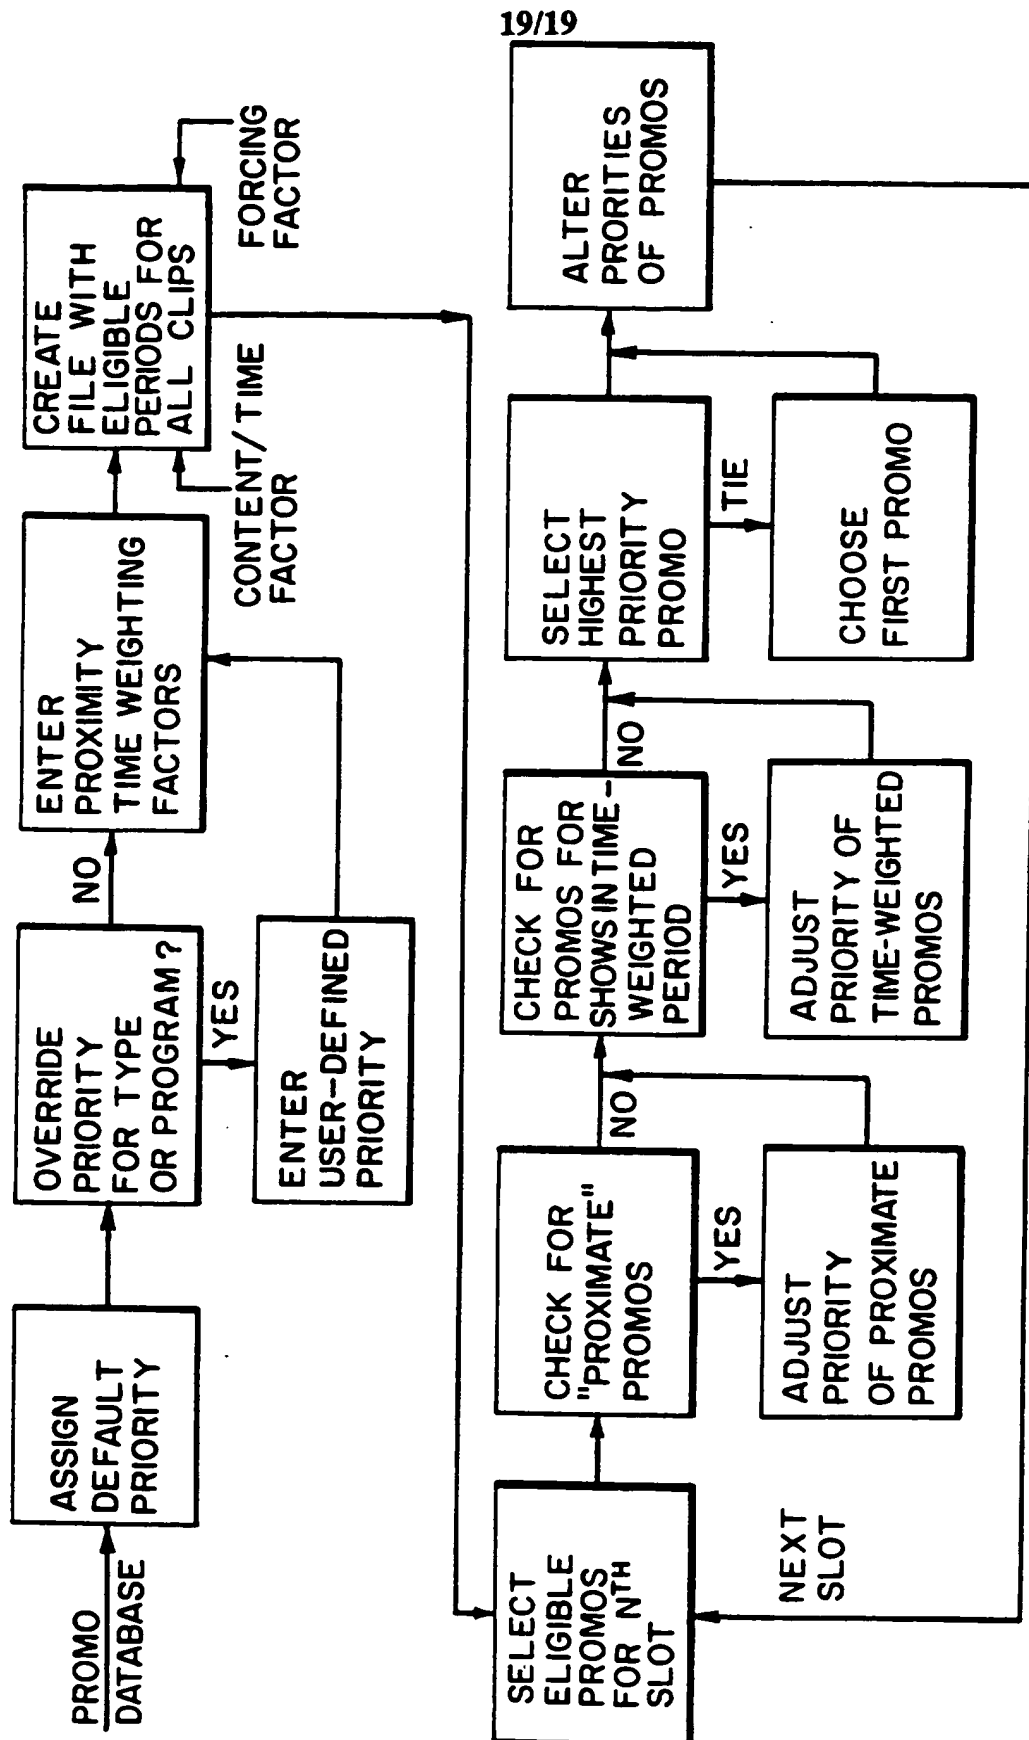 19/19
PROMO
DATABASE
ASSIGN
DEFAULT
PRIORITY
OVERRIDE
PRIORITY
FOR TYPE
OR PROGRAM?
NO
YES
ENTER
USER-DEFINED
PRIORITY
ENTER
PROXIMITY
TIME WEIGHTING
FACTORS
CREATE
FILE WITH
ELIGIBLE
PERIODS FOR
ALL CLIPS
CONTENT/TIME
FACTOR
FORCING
FACTOR
SELECT
ELIGIBLE
PROMOS
FOR NTH
SLOT
NEXT
SLOT
CHECK FOR
"PROXIMATE"
PROMOS
NO
YES
ADJUST
PRIORITY
OF PROXIMATE
PROMOS
CHECK FOR
PROMOS FOR
SHOWS IN TIME-
WEIGHTED
PERIOD
NO
YES
ADJUST
PRIORITY OF
TIME-WEIGHTED
PROMOS
SELECT
HIGHEST
PRIORITY
PROMO
TIE
CHOOSE
FIRST PROMO
ALTER
PRORITIES
OF PROMOS